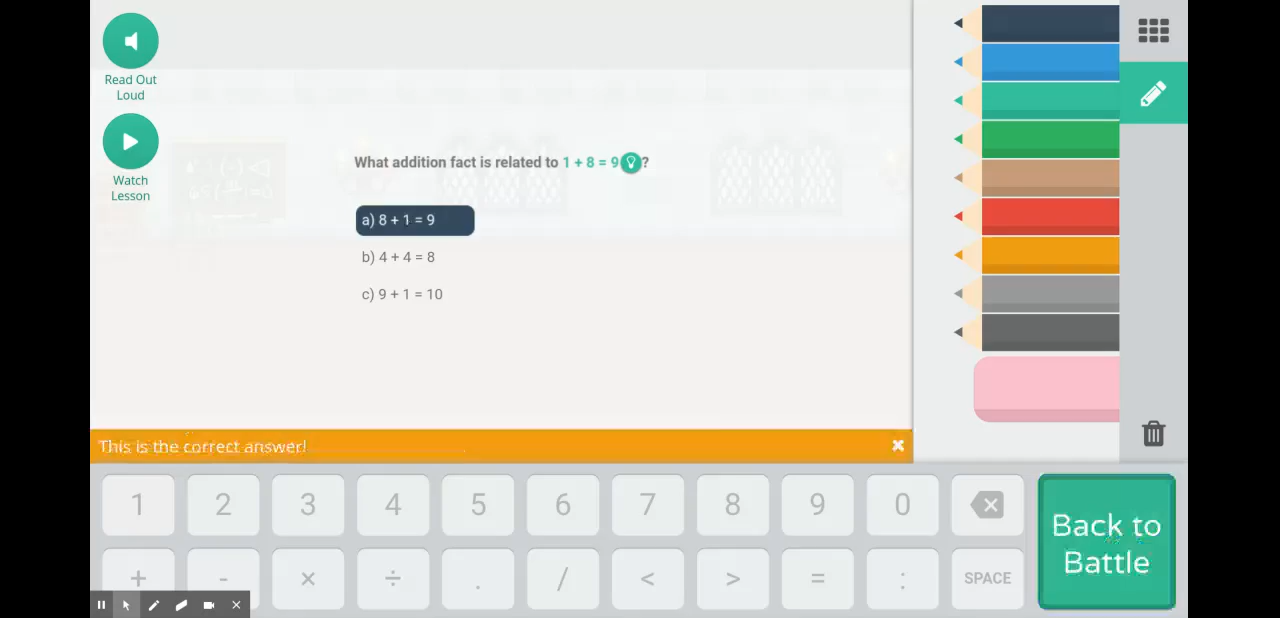 Read Out
Loud
Watch
Lesson
What addition fact is related to 1 + 8 = 9 ?
a) 8 + 1 = 9
b) 4 + 4 = 8
c) 9 + 1 = 10
This is the correct answer!
1 2 3 4 5 6 7 8 9 0
+ - × ÷ . / < > = : SPACE
Back to
Battle